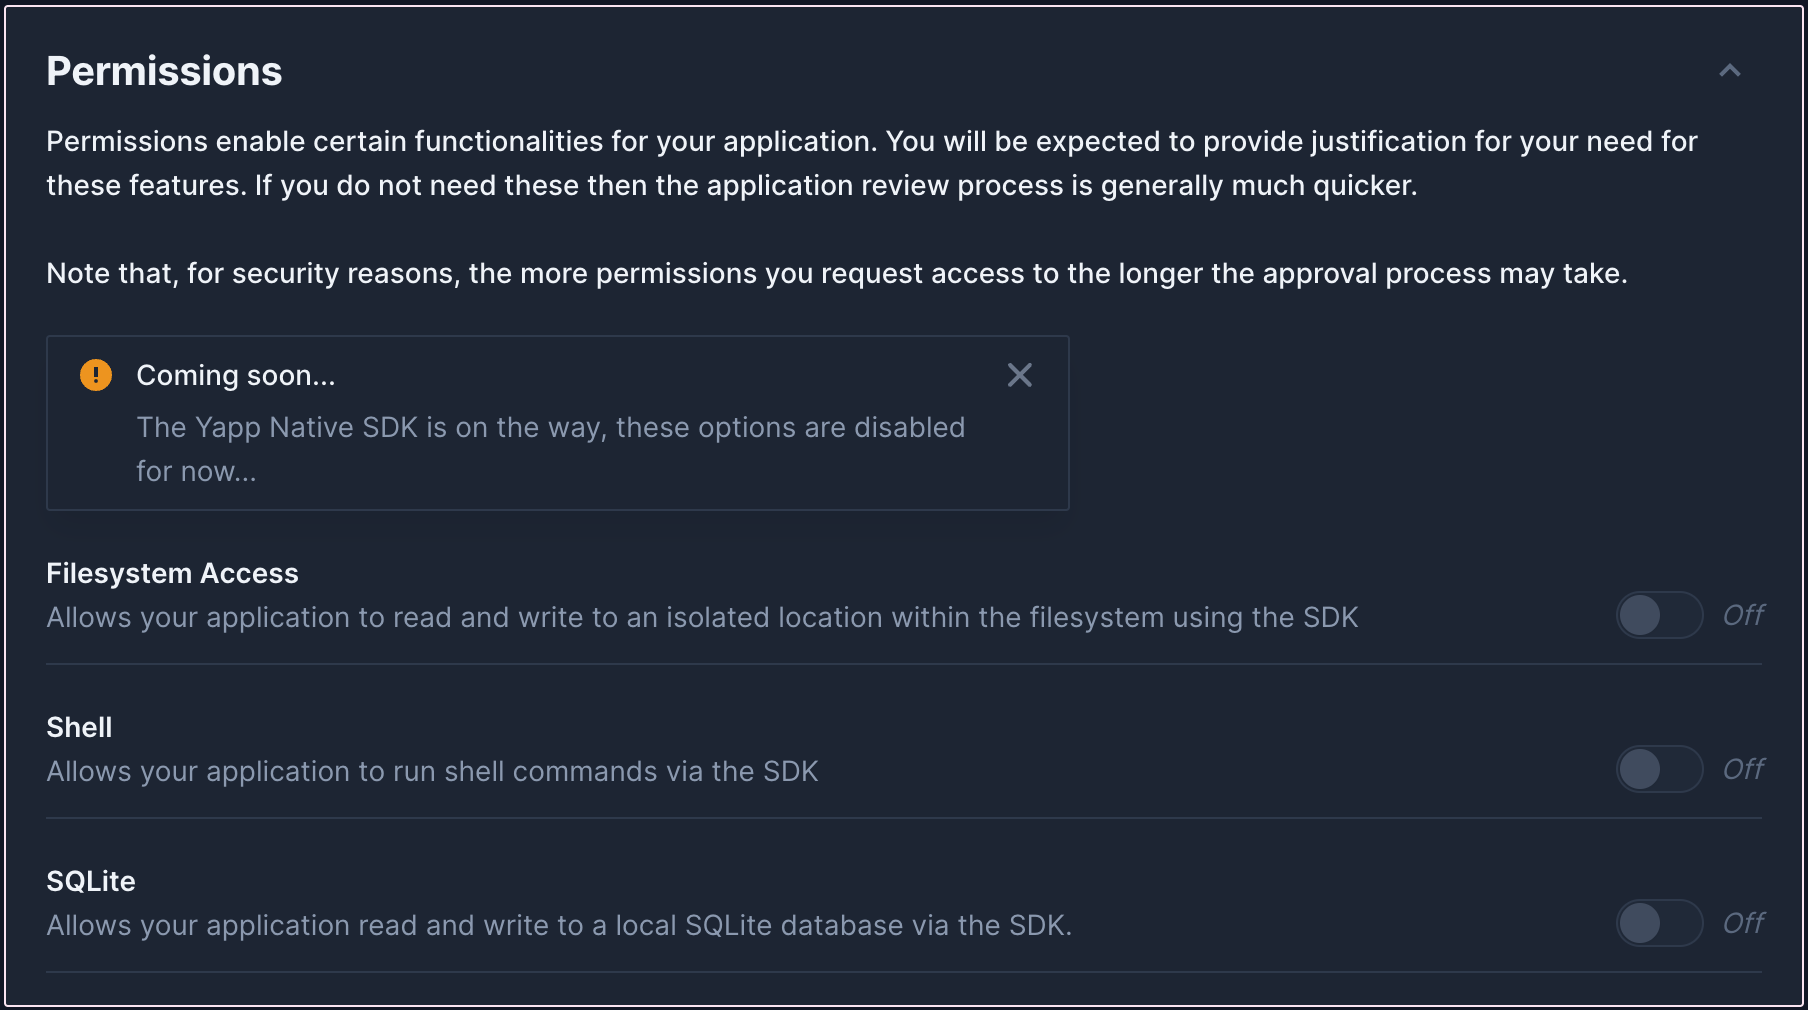 Permissions
Permissions enable certain functionalities for your application. You will be expected to provide justification for your need for
these features. If you do not need these then the application review process is generally much quicker.
Note that, for security reasons, the more permissions you request access to the longer the approval process may take.
Coming soon...
The Yapp Native SDK is on the way, these options are disabled
for now...
Filesystem Access
Allows your application to read and write to an isolated location within the filesystem using the SDK
Off
Shell
Allows your application to run shell commands via the SDK
Off
SQLite
Allows your application read and write to a local SQLite database via the SDK.
Off